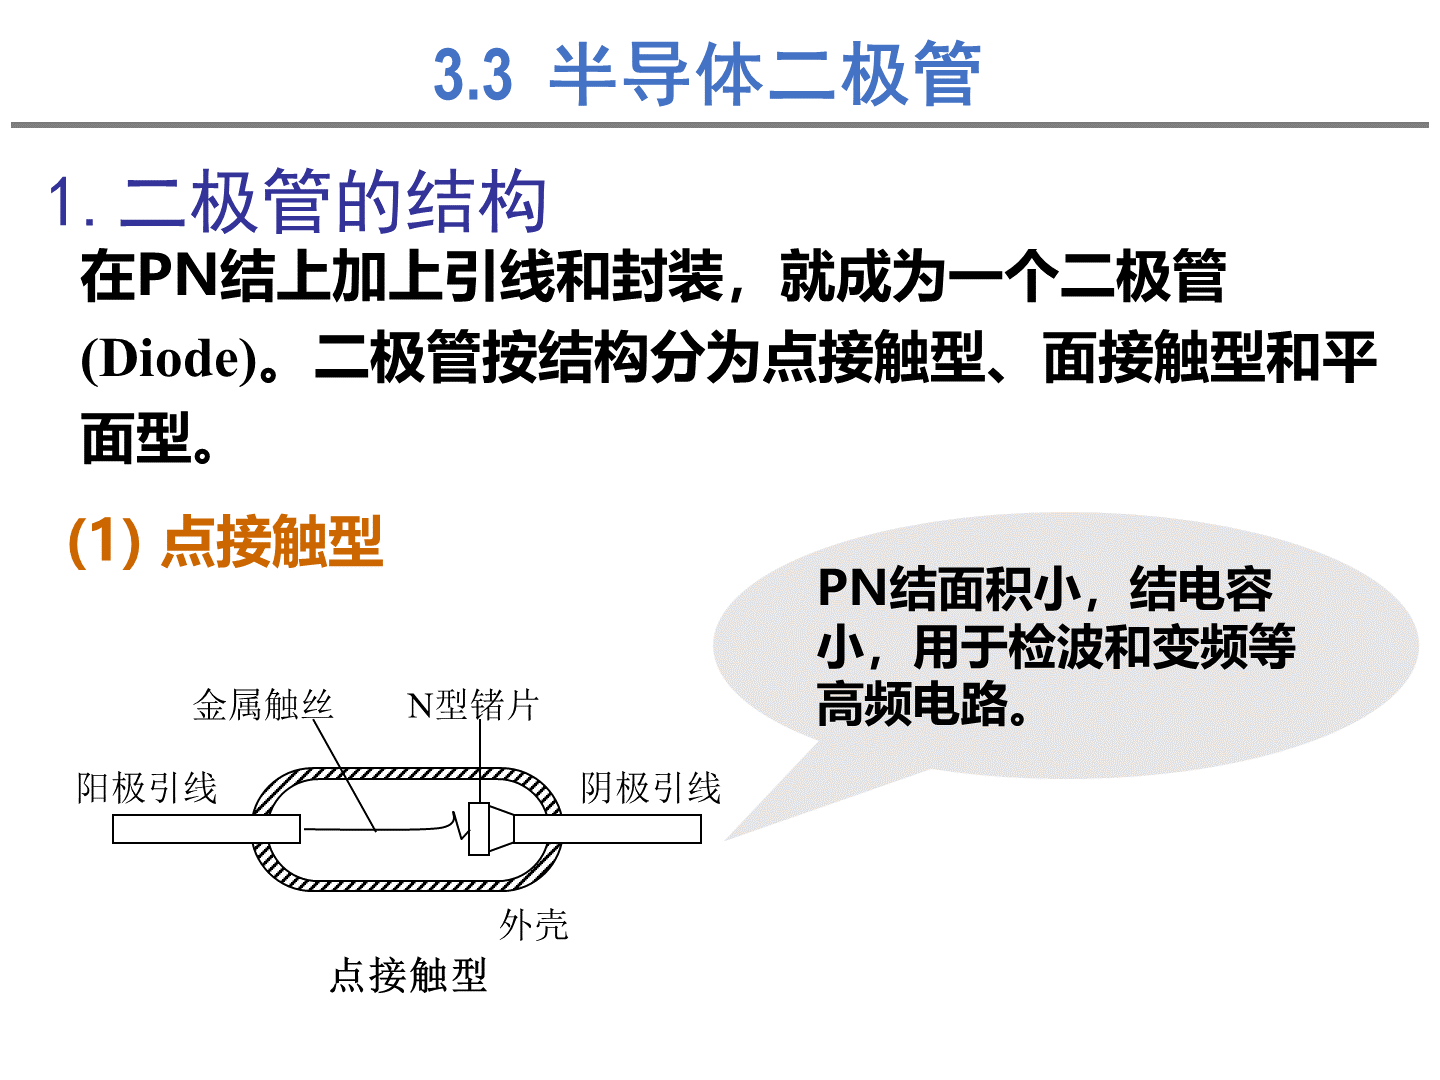 3.3 半导体二极管
1.二极管的结构
在PN结上加上引线和封装，就成为一个二极管
(Diode)。二极管按结构分为点接触型、面接触型和平
面型。
(1) 点接触型
PN结面积小，结电容
小，用于检波和变频等
高频电路。
金属触丝
N型锗片
阳极引线
阴极引线
外壳
点接触型